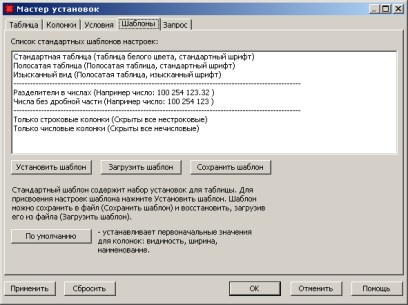 Мастер установок
Таблица Колонки Условия Шаблоны Запрос
Список стандартных шаблонов настроек:
Стандартная таблица (таблица белого цвета, стандартный шрифт)
Полосатая таблица (Полосатая таблица, стандартный шрифт)
Изысканный вид (Полосатая таблица, изысканный шрифт)
Разделители в числах (Например число: 100 254 123.32 )
Числа без дробной части (Например число: 100 254 123 )
Только строковые колонки (Скрыты все нестроковые)
Только числовые колонки (Скрыты все нечисловые)
Установить шаблон Загрузить шаблон Сохранить шаблон
Стандартный шаблон содержит набор установок для таблицы. Для
присвоения настроек шаблона нажмите Установить шаблон. Шаблон
можно сохранить в файл (Сохранить шаблон) и восстановить, загрузив
его из файла (Загрузить шаблон).
По умолчанию - устанавливает первоначальные значения
для колонок: видимость, ширина,
наименование.
Применить Сбросить OK Отменить Помощь